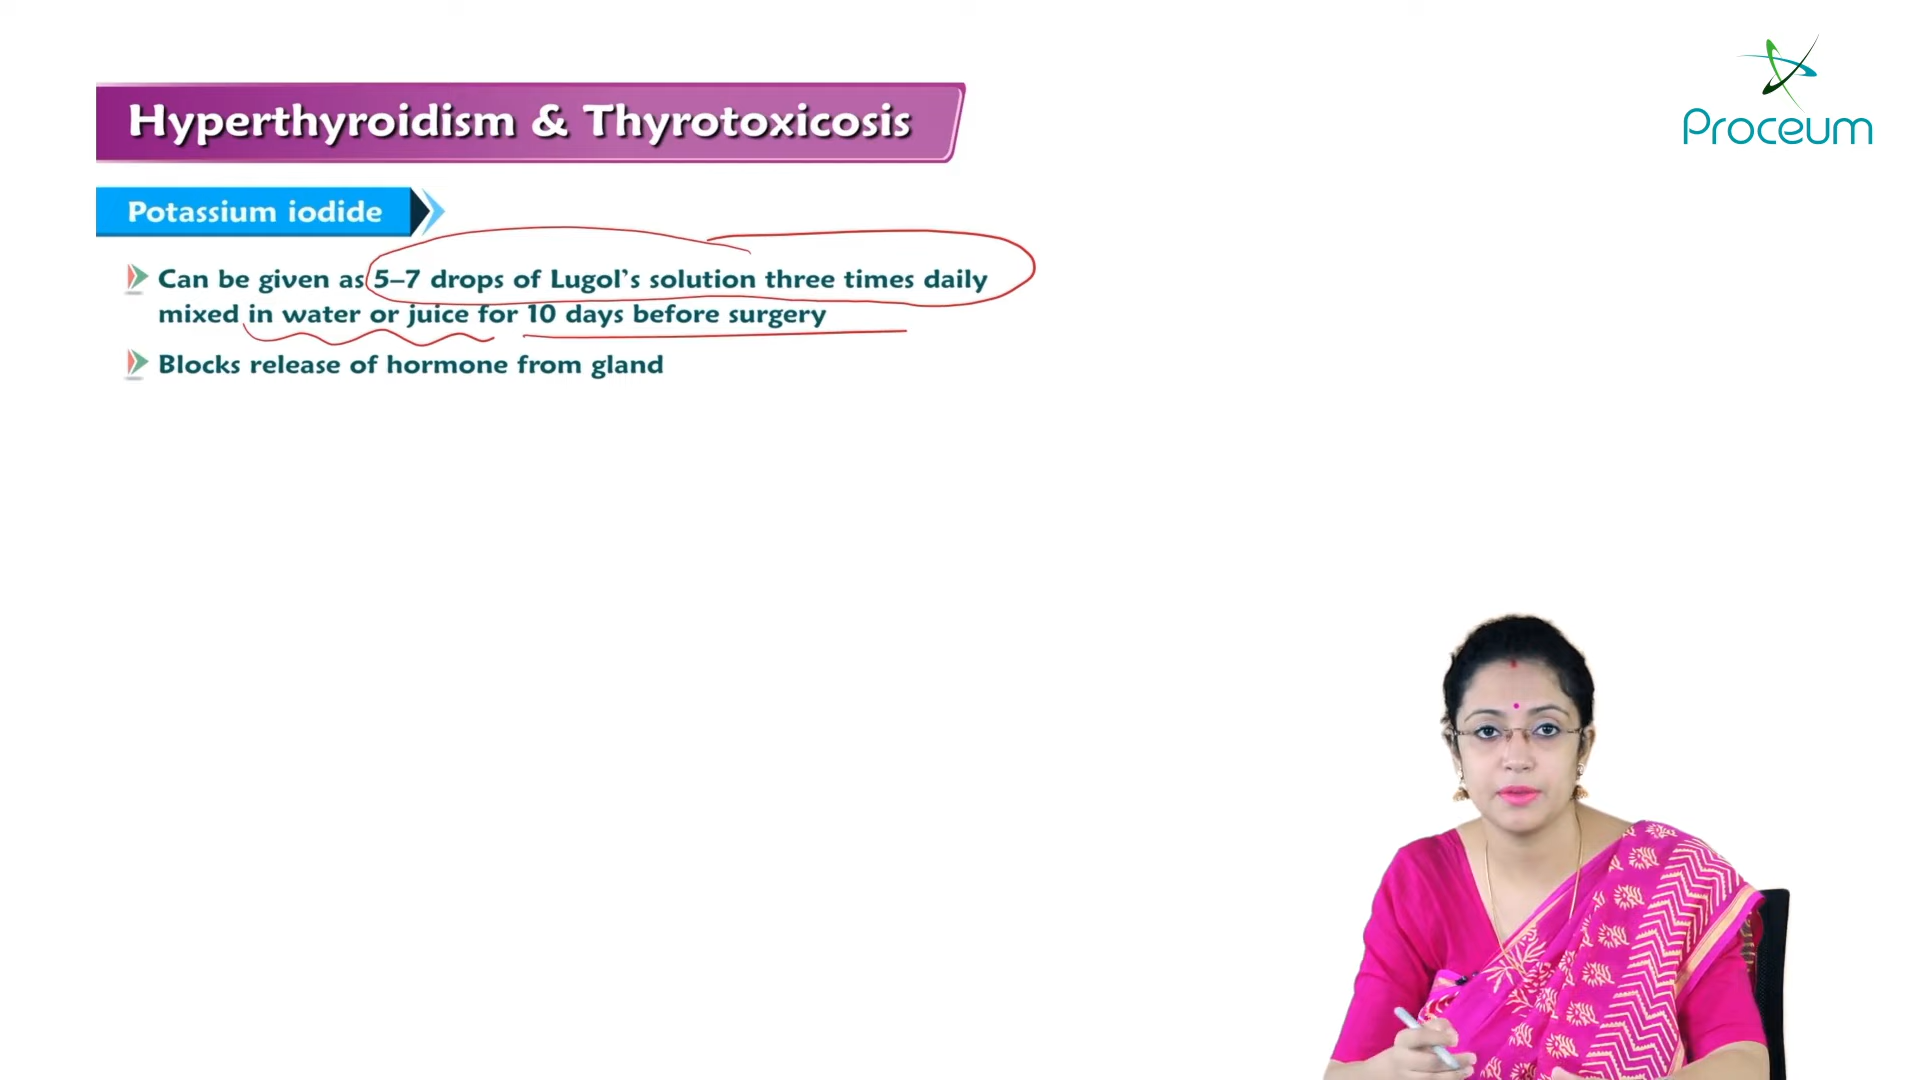 Proceum
Hyperthyroidism & Thyrotoxicosis
Potassium iodide
Can be given as 5–7 drops of Lugol’s solution three times daily
mixed in water or juice for 10 days before surgery
Blocks release of hormone from gland